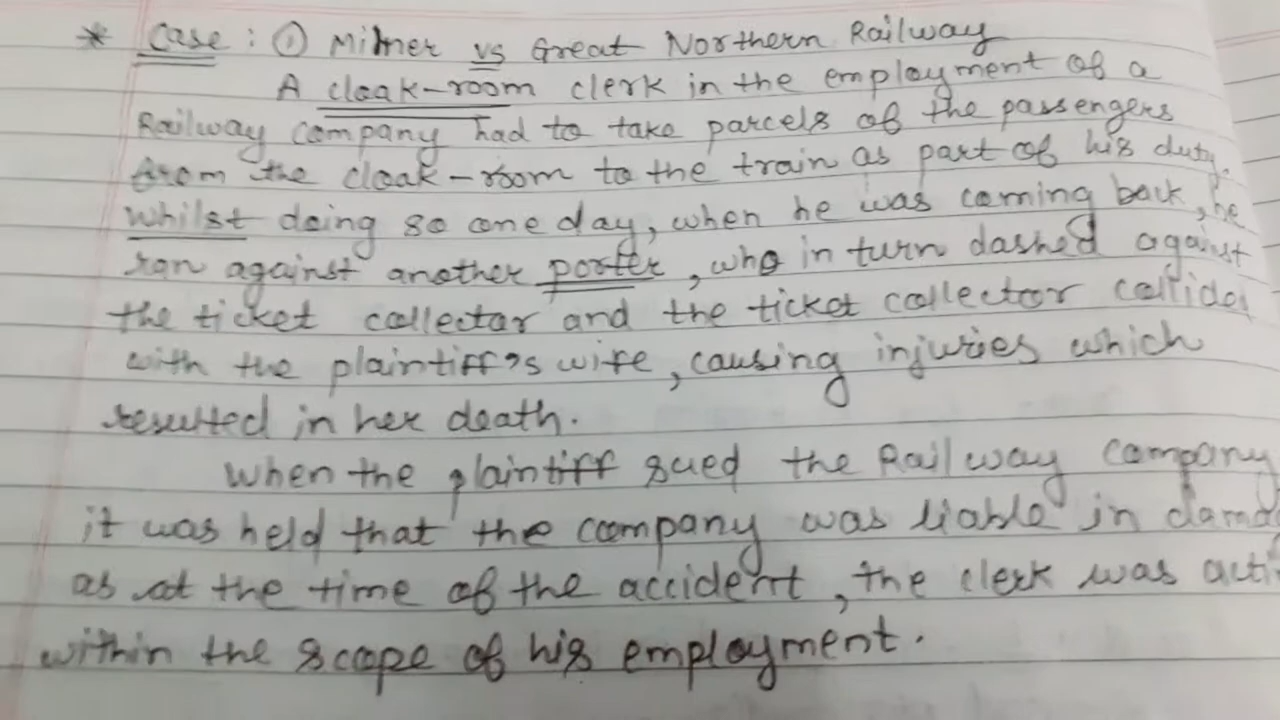 * Case : ① Milner vs Great Northern Railway
A cloak-room clerk in the employment of a
Railway company had to take parcels of the passengers
from the cloak-room to the train as part of his duty.
whilst doing so one day, when he was coming back, he
ran against another porter, who in turn dashed against
the ticket collector and the ticket collector collided
with the plaintiff's wife, causing injuries which
resulted in her death.
When the plaintiff sued the Railway company
it was held that the company was liable in dama
as at the time of the accident, the clerk was acti
within the scope of his employment.